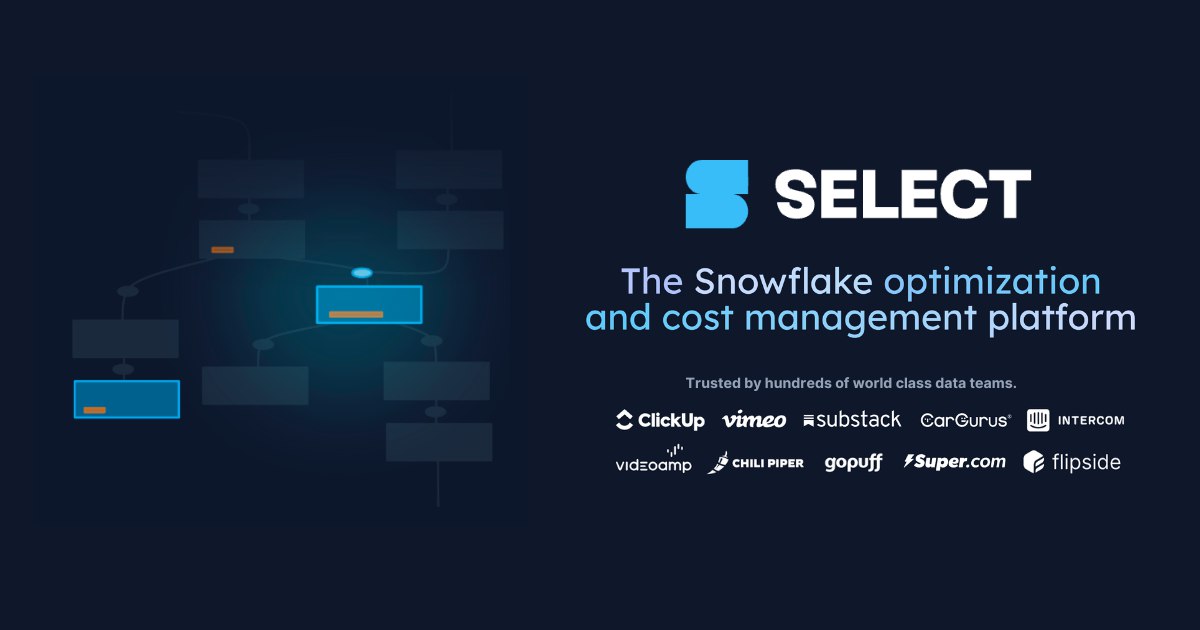 SELECT
The Snowflake optimization
and cost management platform
Trusted by hundreds of world class data teams.
ClickUp vimeo substack CarGurus® INTERCOM
videoamp CHILI PIPER gopuff Super.com flipside